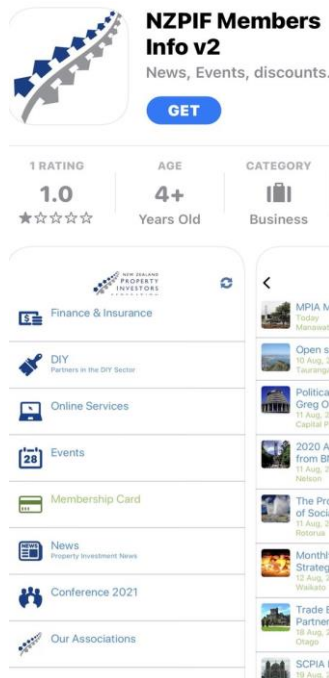 NZPIF Members
Info v2
News, Events, discounts.
GET
1 RATING
AGE
CATEGORY
1.0
4+
Years Old
Business
NEW ZEALAND
PROPERTY
INVESTORS
FEDERATION
Finance & Insurance
DIY
Partners in the DIY Sector
Online Services
28
Events
Membership Card
NEWS
News
Property Investment News
Conference 2021
Our Associations
MPIA M
Today
Manawat
Open s
10 Aug, 2
Tauranga
Politica
Greg O
11 Aug, 2
Capital P
2020 A
from BN
11 Aug, 2
Nelson
The Pro
of Socia
11 Aug, 2
Rotorua
Monthl
Strateg
12 Aug, 2
Waikato
Trade E
Partner
18 Aug, 2
Otago
SCPIA
19 Aug, 2